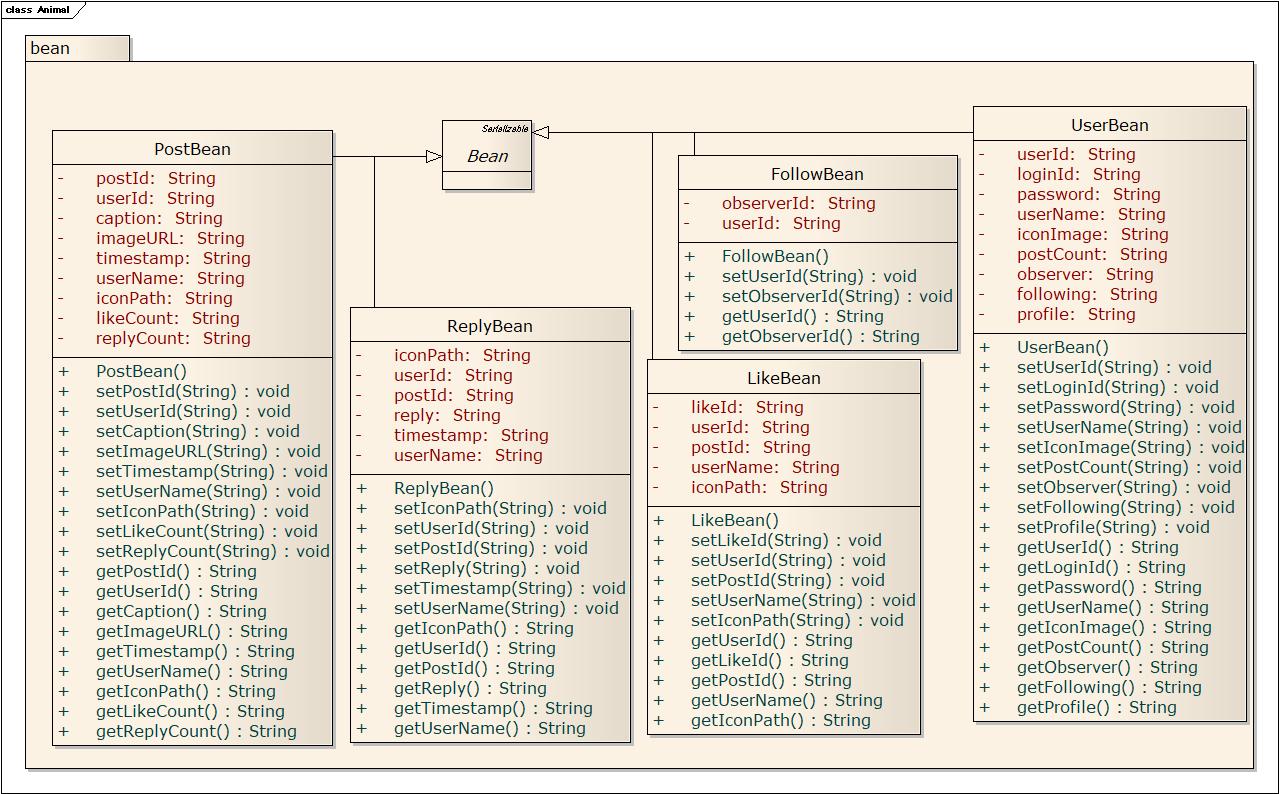 class Animal
bean
PostBean
- postId: String
- userId: String
- caption: String
- imageURL: String
- timestamp: String
- userName: String
- iconPath: String
- likeCount: String
- replyCount: String
+ PostBean()
+ setPostId(String) : void
+ setUserId(String) : void
+ setCaption(String) : void
+ setImageURL(String) : void
+ setTimestamp(String) : void
+ setUserName(String) : void
+ setIconPath(String) : void
+ setLikeCount(String) : void
+ setReplyCount(String) : void
+ getPostId() : String
+ getUserId() : String
+ getCaption() : String
+ getImageURL() : String
+ getTimestamp() : String
+ getUserName() : String
+ getIconPath() : String
+ getLikeCount() : String
+ getReplyCount() : String
Serializable
Bean
ReplyBean
- iconPath: String
- userId: String
- postId: String
- reply: String
- timestamp: String
- userName: String
+ ReplyBean()
+ setIconPath(String) : void
+ setUserId(String) : void
+ setPostId(String) : void
+ setReply(String) : void
+ setTimestamp(String) : void
+ setUserName(String) : void
+ getIconPath() : String
+ getUserId() : String
+ getPostId() : String
+ getReply() : String
+ getTimestamp() : String
+ getUserName() : String
FollowBean
- observerId: String
- userId: String
+ FollowBean()
+ setUserId(String) : void
+ setObserverId(String) : void
+ getUserId() : String
+ getObserverId() : String
LikeBean
- likeId: String
- userId: String
- postId: String
- userName: String
- iconPath: String
+ LikeBean()
+ setLikeId(String) : void
+ setUserId(String) : void
+ setPostId(String) : void
+ setUserName(String) : void
+ setIconPath(String) : void
+ getUserId() : String
+ getLikeId() : String
+ getPostId() : String
+ getUserName() : String
+ getIconPath() : String
UserBean
- userId: String
- loginId: String
- password: String
- userName: String
- iconImage: String
- postCount: String
- observer: String
- following: String
- profile: String
+ UserBean()
+ setUserId(String) : void
+ setLoginId(String) : void
+ setPassword(String) : void
+ setUserName(String) : void
+ setIconImage(String) : void
+ setPostCount(String) : void
+ setObserver(String) : void
+ setFollowing(String) : void
+ setProfile(String) : void
+ getUserId() : String
+ getLoginId() : String
+ getPassword() : String
+ getUserName() : String
+ getIconImage() : String
+ getPostCount() : String
+ getObserver() : String
+ getFollowing() : String
+ getProfile() : String